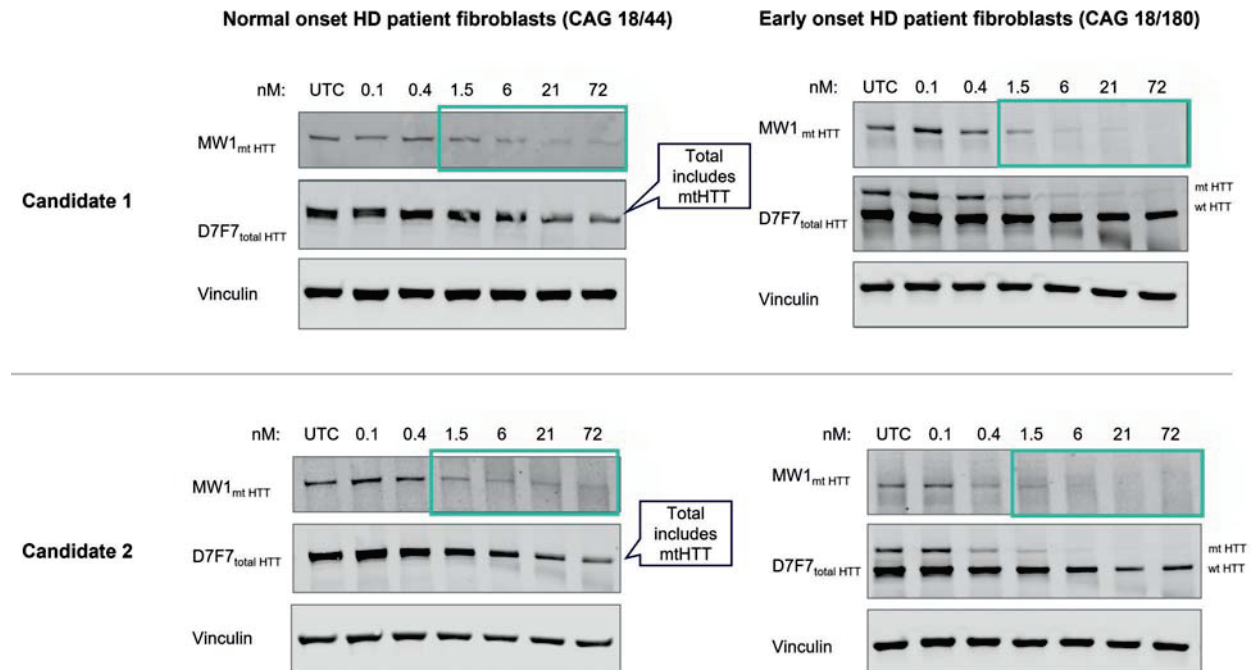 Normal onset HD patient fibroblasts (CAG 18/44)
Early onset HD patient fibroblasts (CAG 18/180)
Candidate 1
nM: UTC 0.1 0.4 1.5 6 21 72
MW1mt HTT
D7F7total HTT
Total
includes
mtHTT
Vinculin
nM: UTC 0.1 0.4 1.5 6 21 72
MW1mt HTT
mt HTT
wt HTT
D7F7total HTT
Vinculin
Candidate 2
nM: UTC 0.1 0.4 1.5 6 21 72
MW1mt HTT
D7F7total HTT
Total
includes
mtHTT
Vinculin
nM: UTC 0.1 0.4 1.5 6 21 72
MW1mt HTT
mt HTT
D7F7total HTT
wt HTT
Vinculin